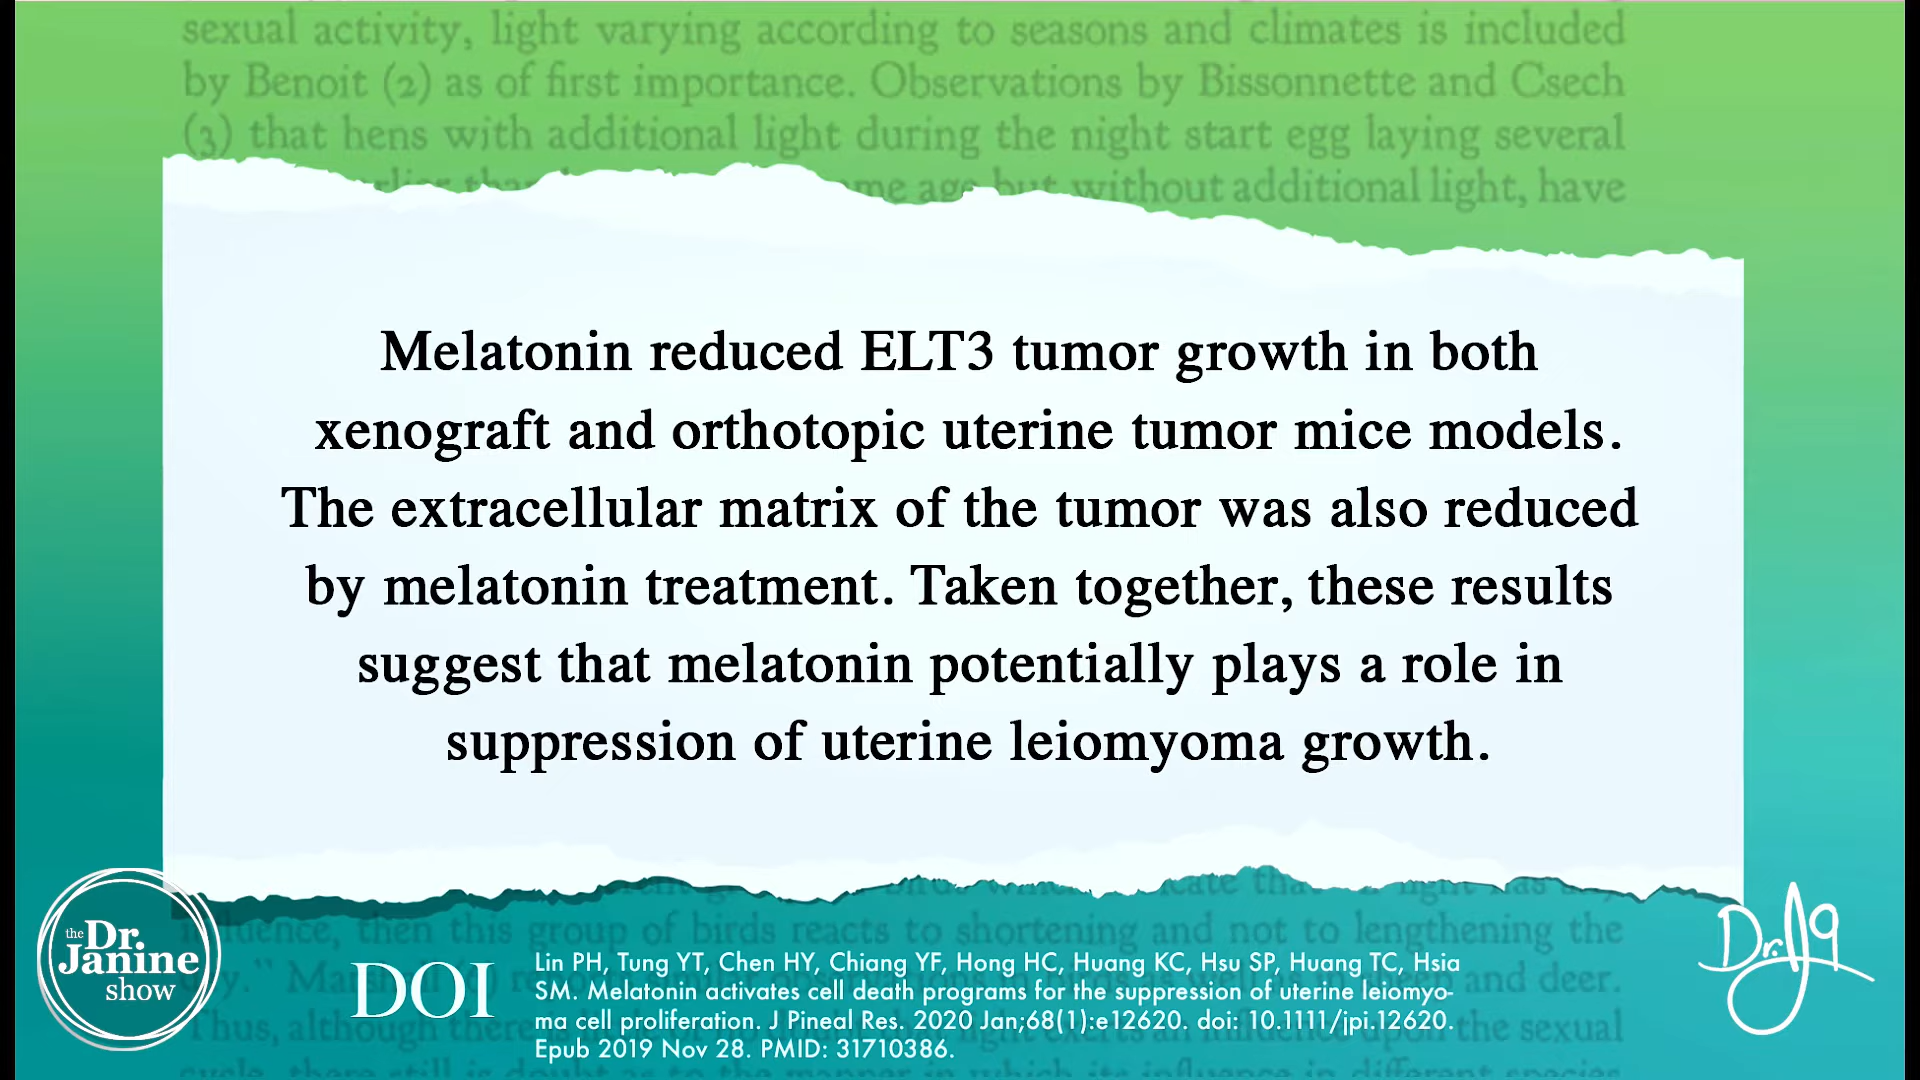 sexual activity, light varying according to seasons and climates is included
by Benoit (2) as of first importance. Observations by Bissonnette and Csech
(3) that hens with additional light during the night start egg laying several
me age but without additional light, have
Melatonin reduced ELT3 tumor growth in both
xenograft and orthotopic uterine tumor mice models.
The extracellular matrix of the tumor was also reduced
by melatonin treatment. Taken together, these results
suggest that melatonin potentially plays a role in
suppression of uterine leiomyoma growth.
then this group of birds reacts to shortening and not to lengthening the
and deer.
the sexual
the Dr.
Janine
show
DOI
Lin PH, Tung YT, Chen HY, Chiang YF, Hong HC, Huang KC, Hsu SP, Huang TC, Hsia
SM. Melatonin activates cell death programs for the suppression of uterine leiomyo-
ma cell proliferation. J Pineal Res. 2020 Jan;68(1):e12620. doi: 10.1111/jpi.12620.
Epub 2019 Nov 28. PMID: 31710386.
Dr. J9